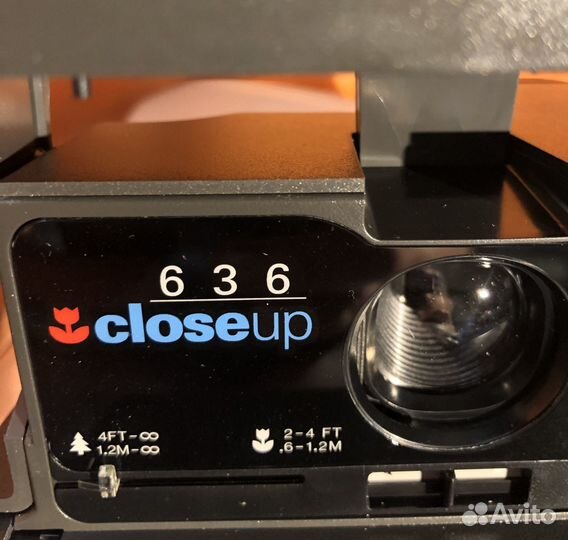 6 3 6
closeup
4FT-∞
1.2M-∞
2-4 FT
.6-1.2M
Avito